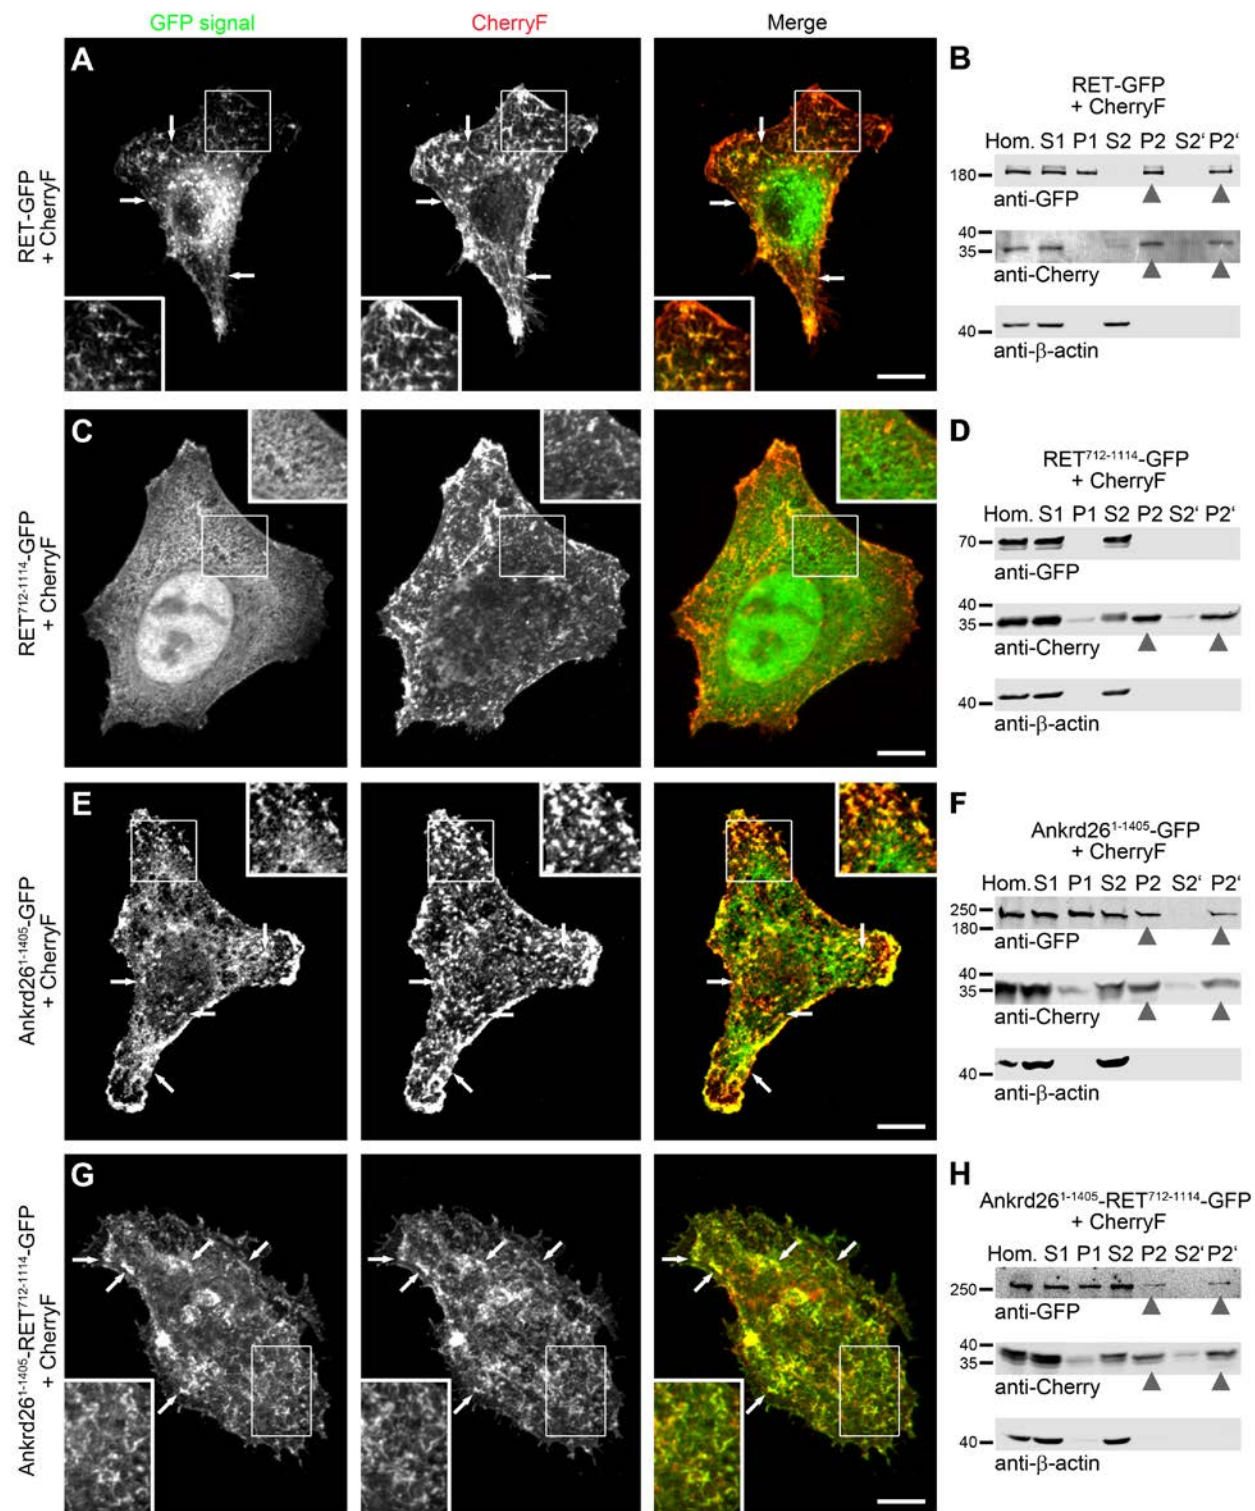 GFP signal CherryF Merge
A
RET-GFP
+ CherryF
B
RET-GFP
+ CherryF
Hom. S1 P1 S2 P2 S2‘ P2‘
180
anti-GFP
40
35
anti-Cherry
40
anti-β-actin
C
RET712-1114-GFP
+ CherryF
D
RET712-1114-GFP
+ CherryF
Hom. S1 P1 S2 P2 S2‘ P2‘
70
anti-GFP
40
35
anti-Cherry
40
anti-β-actin
E
Ankrd261-1405-GFP
+ CherryF
F
Ankrd261-1405-GFP
+ CherryF
Hom. S1 P1 S2 P2 S2‘ P2‘
250
180
anti-GFP
40
35
anti-Cherry
40
anti-β-actin
G
Ankrd261-1405-RET712-1114-GFP
+ CherryF
H
Ankrd261-1405-RET712-1114-GFP
+ CherryF
Hom. S1 P1 S2 P2 S2‘ P2‘
250
anti-GFP
40
35
anti-Cherry
40
anti-β-actin